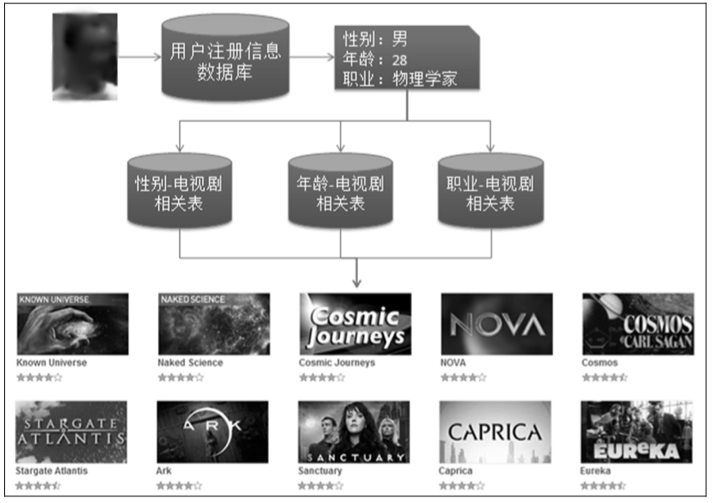 用户注册信息
数据库
性别：男
年龄：28
职业：物理学家
性别-电视剧
相关表
年龄-电视剧
相关表
职业-电视剧
相关表
KNOWN UNIVERSE
NAKED SCIENCE
Cosmic
Journeys
NOVA
COSMOS
CARL SAGAN
Known Universe
Naked Science
Cosmic Journeys
NOVA
Cosmos
STARGATE
ATLANTIS
ARK
SANCTUARY
CAPRICA
EUReKA
Stargate Atlantis
Ark
Sanctuary
Caprica
Eureka